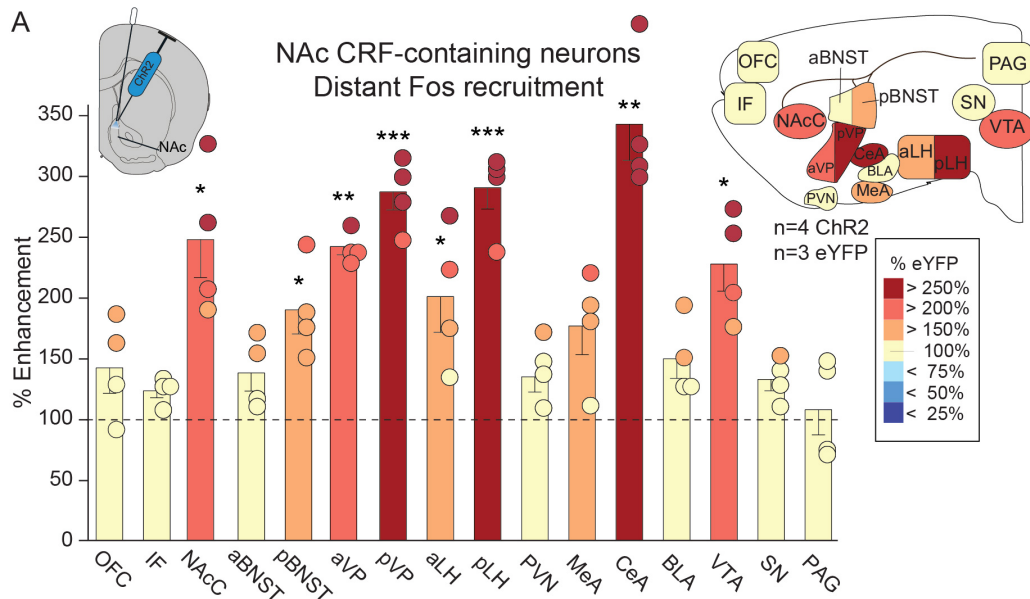 A
NAc CRF-containing neurons
Distant Fos recruitment
ChR2
NAc
OFC
IF
NAcC
aBNST
pBNST
pVP
aVP
CeA
BLA
MeA
PVN
aLH
pLH
PAG
SN
VTA
n=4 ChR2
n=3 eYFP
% eYFP
> 250%
> 200%
> 150%
100%
< 75%
< 50%
< 25%
% Enhancement
350
300
250
200
150
100
50
0
*
*
**
***
*
***
**
*
OFC
IF
NAcC
aBNST
pBNST
aVP
pVP
aLH
pLH
PVN
MeA
CeA
BLA
VTA
SN
PAG